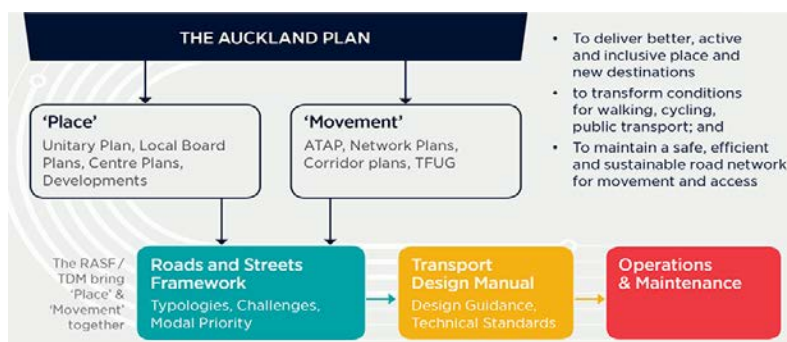 THE AUCKLAND PLAN
• To deliver better, active
and inclusive place and
new destinations
• to transform conditions
for walking, cycling,
public transport; and
• To maintain a safe, efficient
and sustainable road network
for movement and access
'Place'
Unitary Plan, Local Board
Plans, Centre Plans,
Developments
'Movement'
ATAP, Network Plans,
Corridor plans, TFUG
The RASF/
TDM bring
'Place' &
'Movement'
together
Roads and Streets
Framework
Typologies, Challenges,
Modal Priority
Transport
Design Manual
Design Guidance,
Technical Standards
Operations
& Maintenance